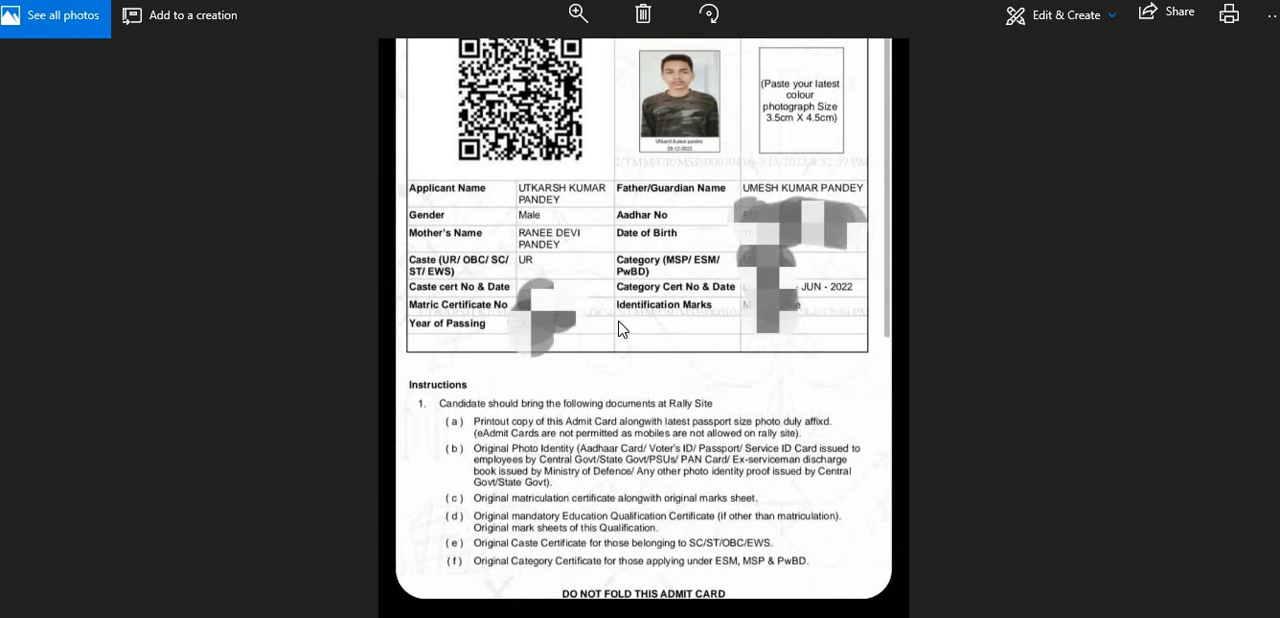 See all photos
Add to a creation
Edit & Create
Share
(Paste your latest
colour
photograph Size
3.5cm X 4.5cm)
Utkarsh kumar pandey
Applicant Name UTKARSH KUMAR Father/Guardian Name UMESH KUMAR PANDEY
PANDEY
Gender Male Aadhar No
Mother's Name RANEE DEVI Date of Birth
PANDEY
Caste (UR/ OBC/ SC/ UR Category (MSP/ ESM/
ST/ EWS) PwBD)
Caste cert No & Date Category Cert No & Date - JUN - 2022
Matric Certificate No Identification Marks
Year of Passing
Instructions
1. Candidate should bring the following documents at Rally Site
(a) Printout copy of this Admit Card alongwith latest passport size photo duly affixd.
(eAdmit Cards are not permitted as mobiles are not allowed on rally site).
(b) Original Photo Identity (Aadhaar Card/ Voter's ID/ Passport/ Service ID Card issued to
employees by Central Govt/State Govt/PSUs/ PAN Card/ Ex-serviceman discharge
book issued by Ministry of Defence/ Any other photo identity proof issued by Central
Govt/State Govt).
(c) Original matriculation certificate alongwith original marks sheet.
(d) Original mandatory Education Qualification Certificate (if other than matriculation).
Original mark sheets of this Qualification.
(e) Original Caste Certificate for those belonging to SC/ST/OBC/EWS.
(f) Original Category Certificate for those applying under ESM, MSP & PwBD.
DO NOT FOLD THIS ADMIT CARD